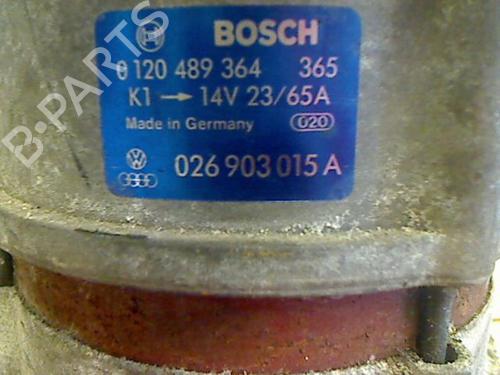 BOSCH
0 120 489 364 365
K1 → 14V 23/65A
Made in Germany 020
026 903 015 A
B-PARTS